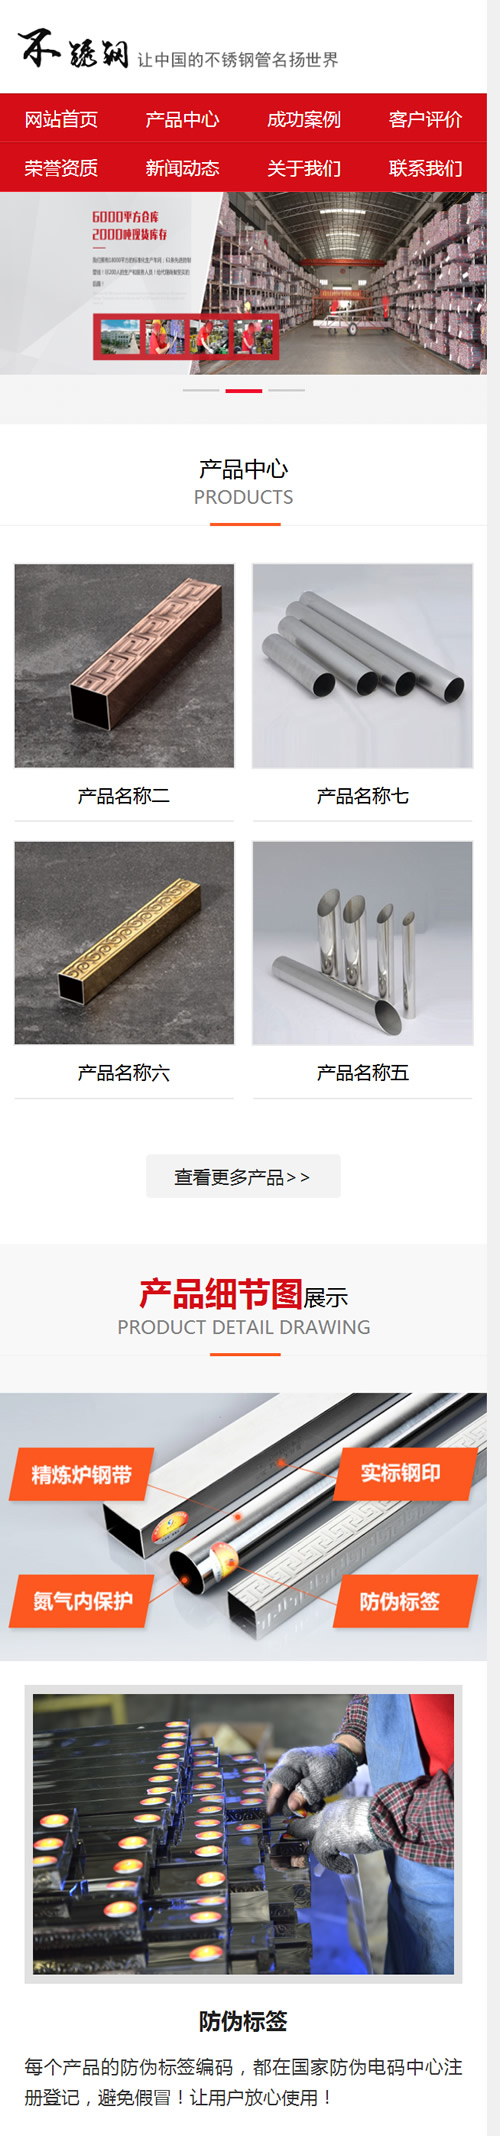 不锈钢 让中国的不锈钢管名扬世界
网站首页 产品中心 成功案例 客户评价
荣誉资质 新闻动态 关于我们 联系我们
6000平方仓库
2000吨现货库存
产品中心
PRODUCTS
产品名称二 产品名称七
产品名称六 产品名称五
查看更多产品>>
产品细节图展示
PRODUCT DETAIL DRAWING
精炼炉钢带 实标钢印
氮气内保护 防伪标签
防伪标签
每个产品的防伪标签编码，都在国家防伪电码中心注
册登记，避免假冒！让用户放心使用！